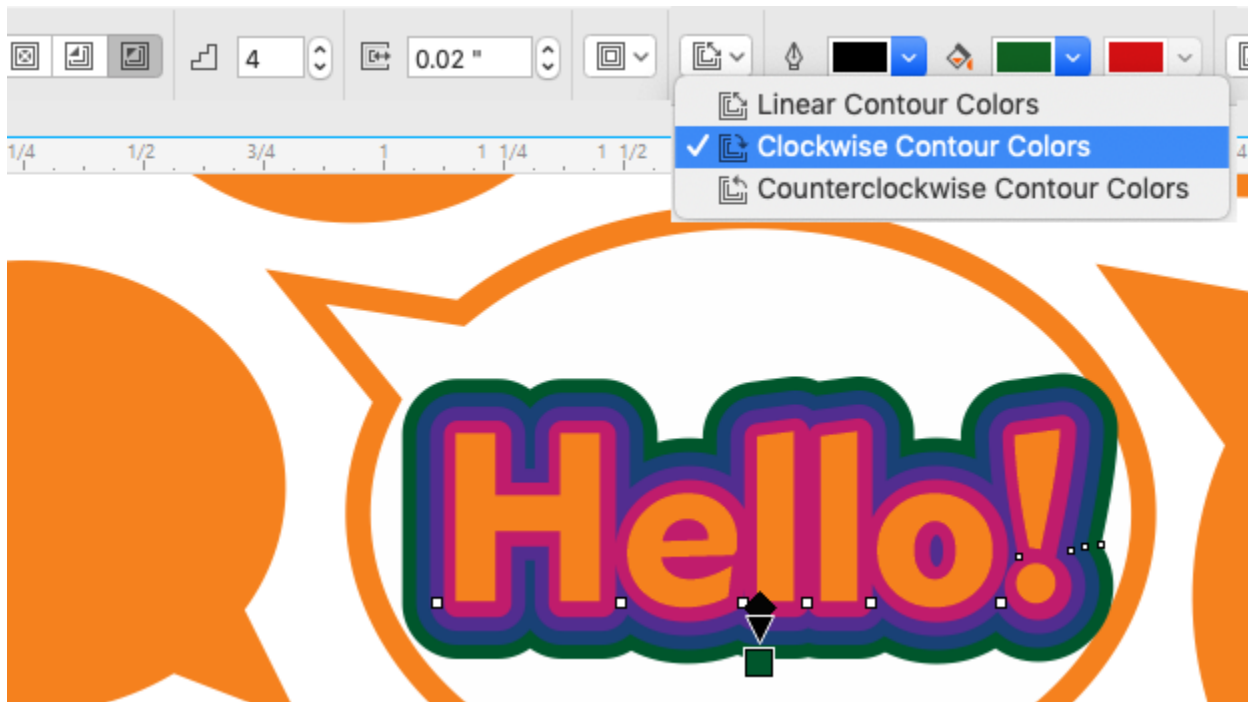 4
0.02 "
Linear Contour Colors
Clockwise Contour Colors
Counterclockwise Contour Colors
1/4 1/2 3/4 1 1 1/4 1 1/2 4
Hello!